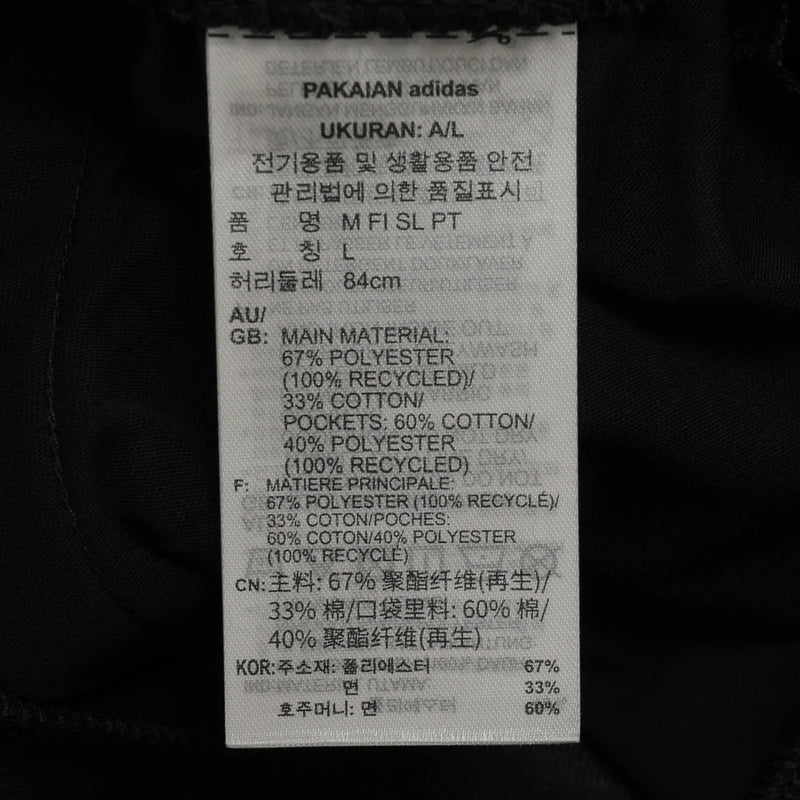 PAKAIAN adidas
UKURAN: A/L
전기용품 및 생활용품 안전
관리법에 의한 품질표시
품 명 M FI SL PT
호 칭 L
허리둘레 84cm
AU/
GB: MAIN MATERIAL:
67% POLYESTER
(100% RECYCLED)/
33% COTTON/
POCKETS: 60% COTTON/
40% POLYESTER
(100% RECYCLED)
F: MATIERE PRINCIPALE:
67% POLYESTER (100% RECYCLÉ)/
33% COTON/POCHES:
60% COTON/40% POLYESTER
(100% RECYCLÉ)
CN: 主料: 67% 聚酯纤维(再生)/
33% 棉/口袋里料: 60% 棉/
40% 聚酯纤维(再生)
KOR: 주소재: 폴리에스터 67%
면 33%
호주머니: 면 60%